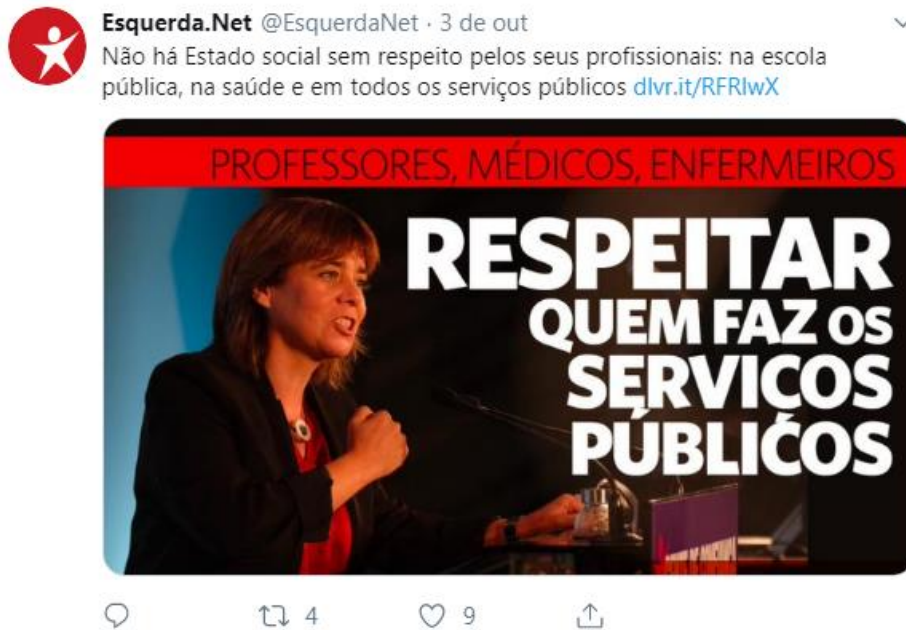 Esquerda.Net @EsquerdaNet · 3 de out
Não há Estado social sem respeito pelos seus profissionais: na escola
pública, na saúde e em todos os serviços públicos dlvr.it/RFRlwX
PROFESSORES, MÉDICOS, ENFERMEIROS
RESPEITAR
QUEM FAZ OS
SERVIÇOS
PÚBLICOS
4
9